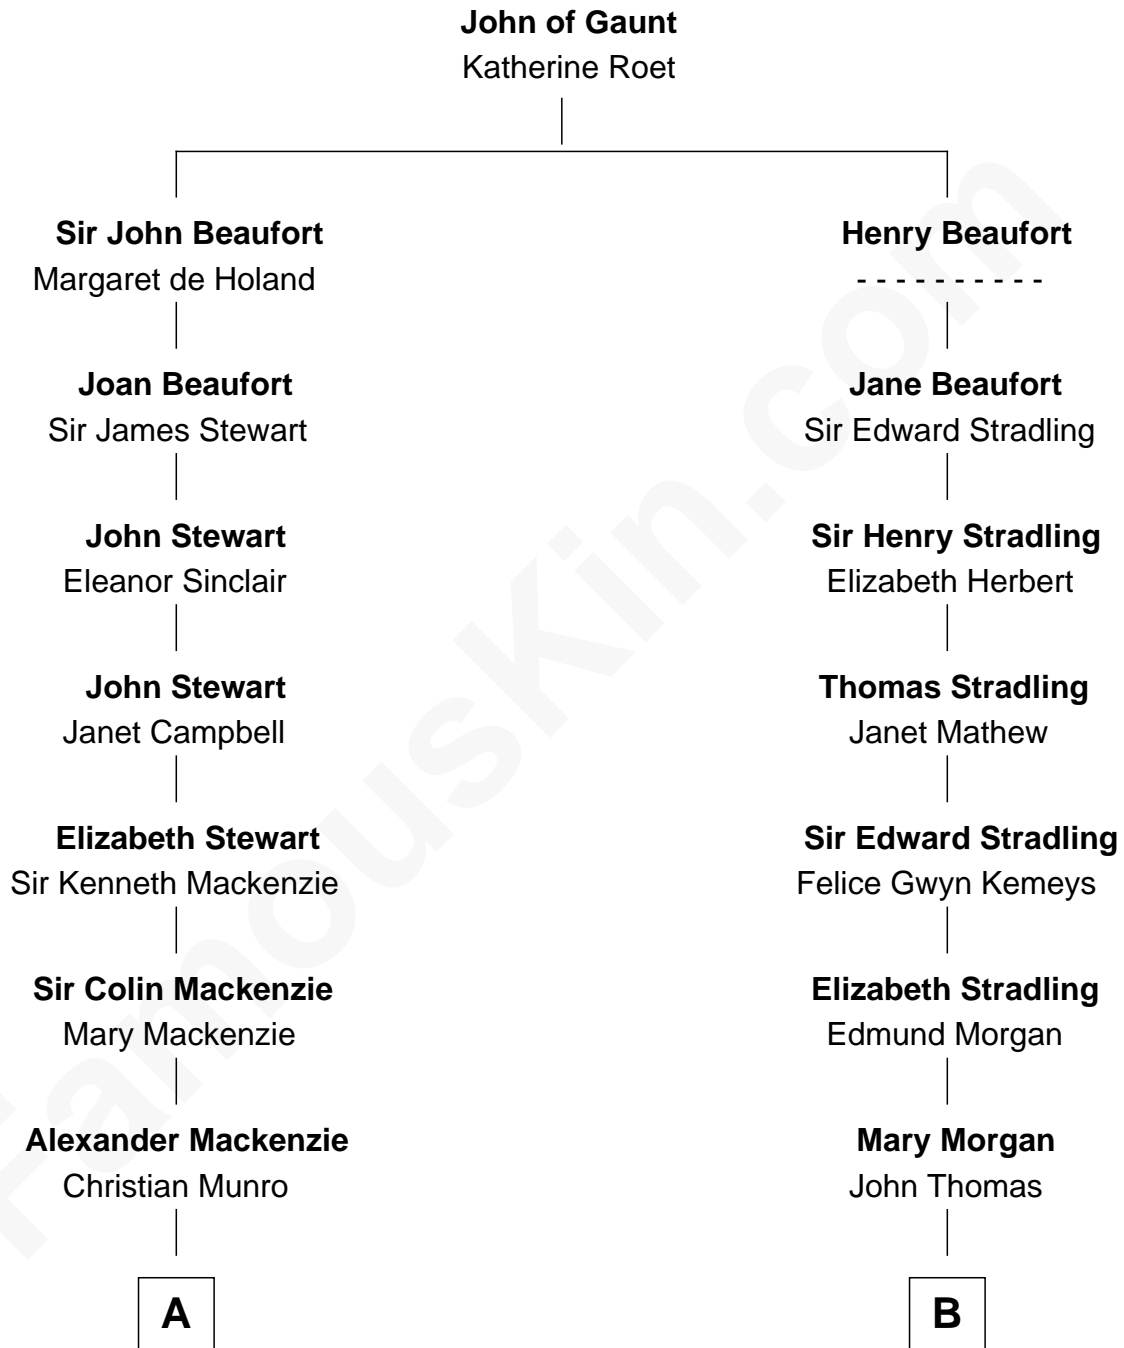 John of Gaunt
Katherine Roet
Sir John Beaufort
Margaret de Holand
Henry Beaufort
- - - - - - - - - -
Joan Beaufort
Sir James Stewart
Jane Beaufort
Sir Edward Stradling
John Stewart
Eleanor Sinclair
Sir Henry Stradling
Elizabeth Herbert
John Stewart
Janet Campbell
Thomas Stradling
Janet Mathew
Elizabeth Stewart
Sir Kenneth Mackenzie
Sir Edward Stradling
Felice Gwyn Kemeys
Sir Colin Mackenzie
Mary Mackenzie
Elizabeth Stradling
Edmund Morgan
Alexander Mackenzie
Christian Munro
Mary Morgan
John Thomas
A
B
FamousKin.com